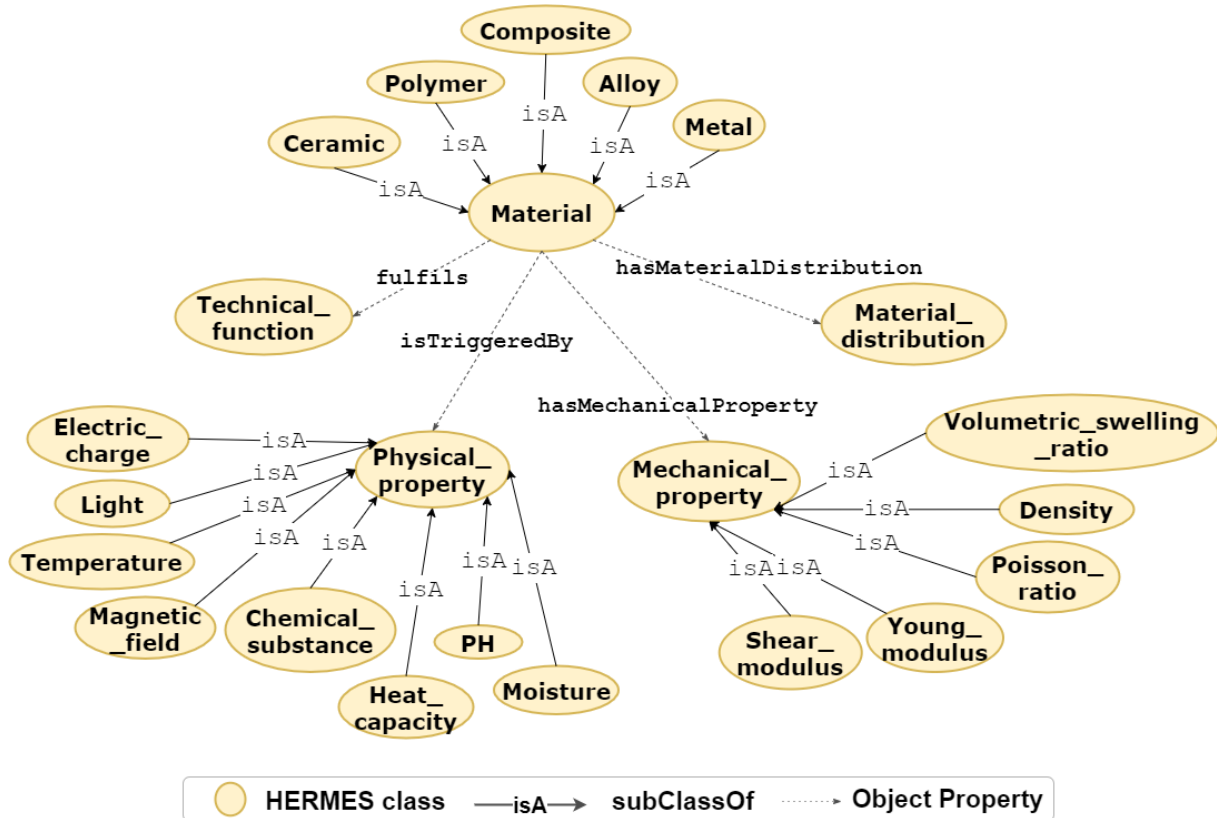 Composite
Polymer
Alloy
Ceramic
Metal
isA
isA
isA
isA
isA
Material
fulfils
hasMaterialDistribution
Technical_
function
Material_
distribution
isTriggeredBy
hasMechanicalProperty
Electric_
charge
isA
Light
isA
Temperature
isA
Magnetic
_field
isA
Physical_
property
Chemical_
substance
isA
Heat_
capacity
isA
PH
isA
Moisture
isA
Mechanical_
property
Volumetric_swelling
_ratio
isA
Density
isA
Poisson_
ratio
isA
Shear_
modulus
isA
Young_
modulus
isA
HERMES class
isA
subClassOf
Object Property